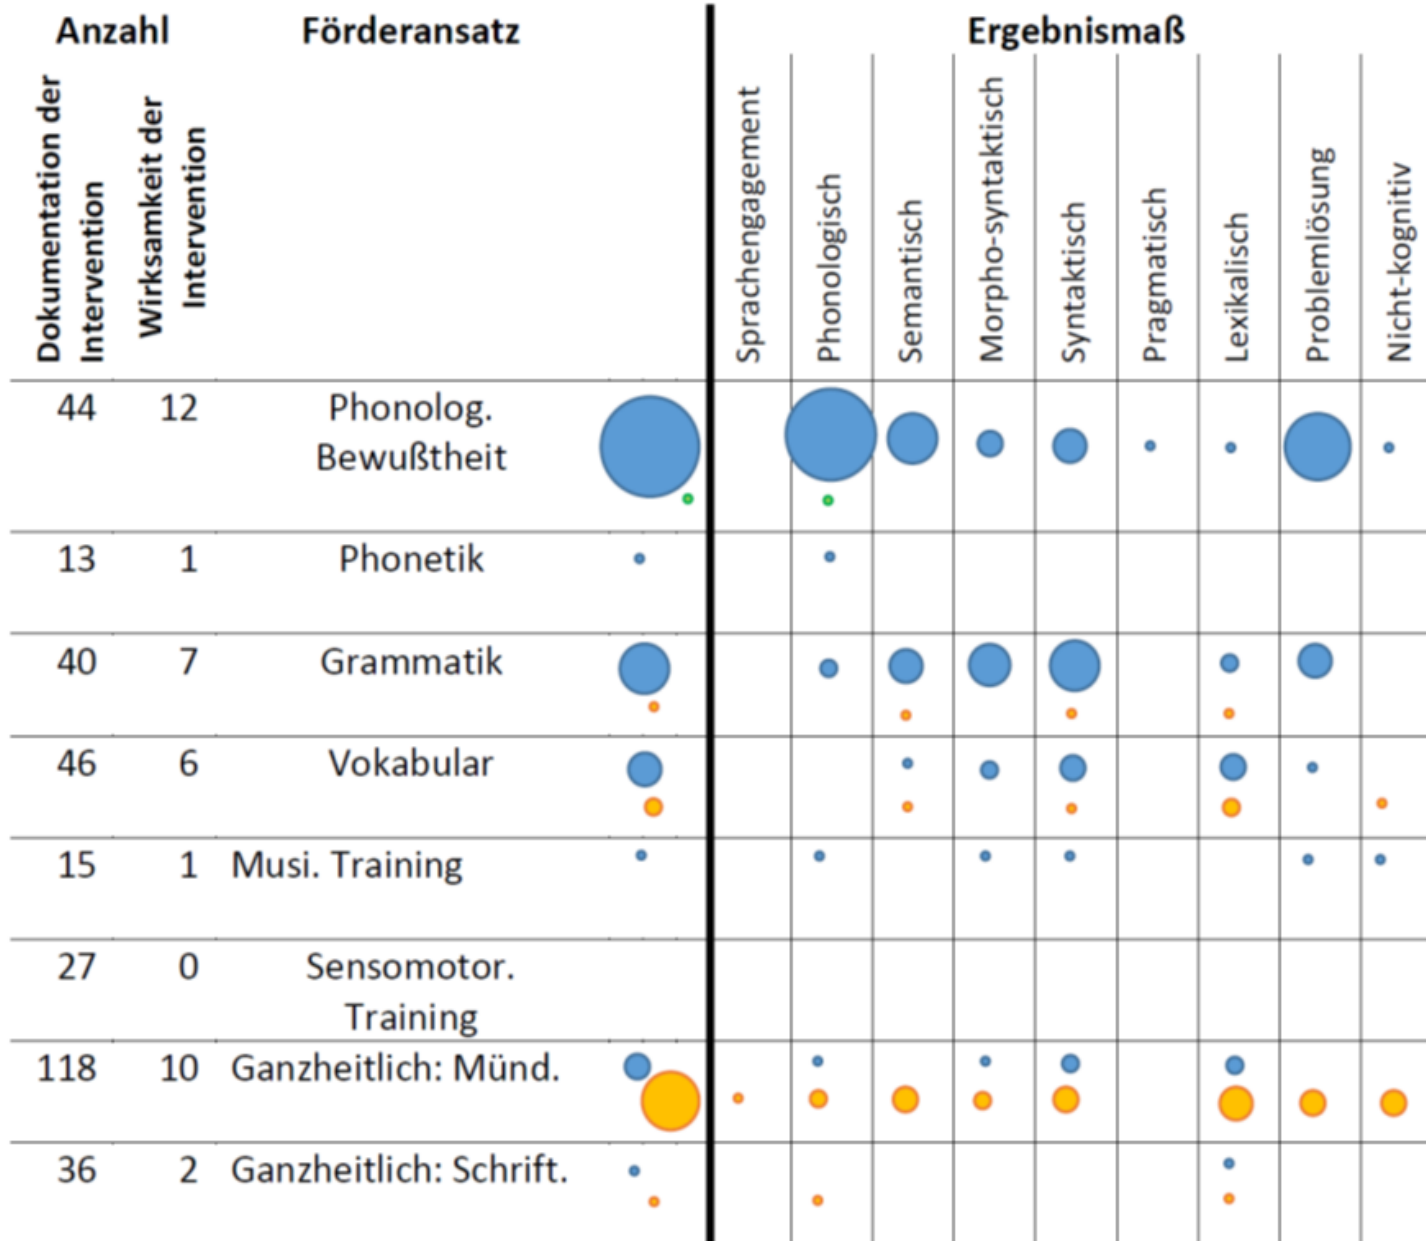 Anzahl Förderansatz Ergebnismaß
Dokumentation der
Intervention
Wirksamkeit der
Intervention
Sprachengagement
Phonologisch
Semantisch
Morpho-syntaktisch
Syntaktisch
Pragmatisch
Lexikalisch
Problemlösung
Nicht-kognitiv
44 12 Phonolog.
Bewußtheit
13 1 Phonetik
40 7 Grammatik
46 6 Vokabular
15 1 Musi. Training
27 0 Sensomotor.
Training
118 10 Ganzheitlich: Münd.
36 2 Ganzheitlich: Schrift.